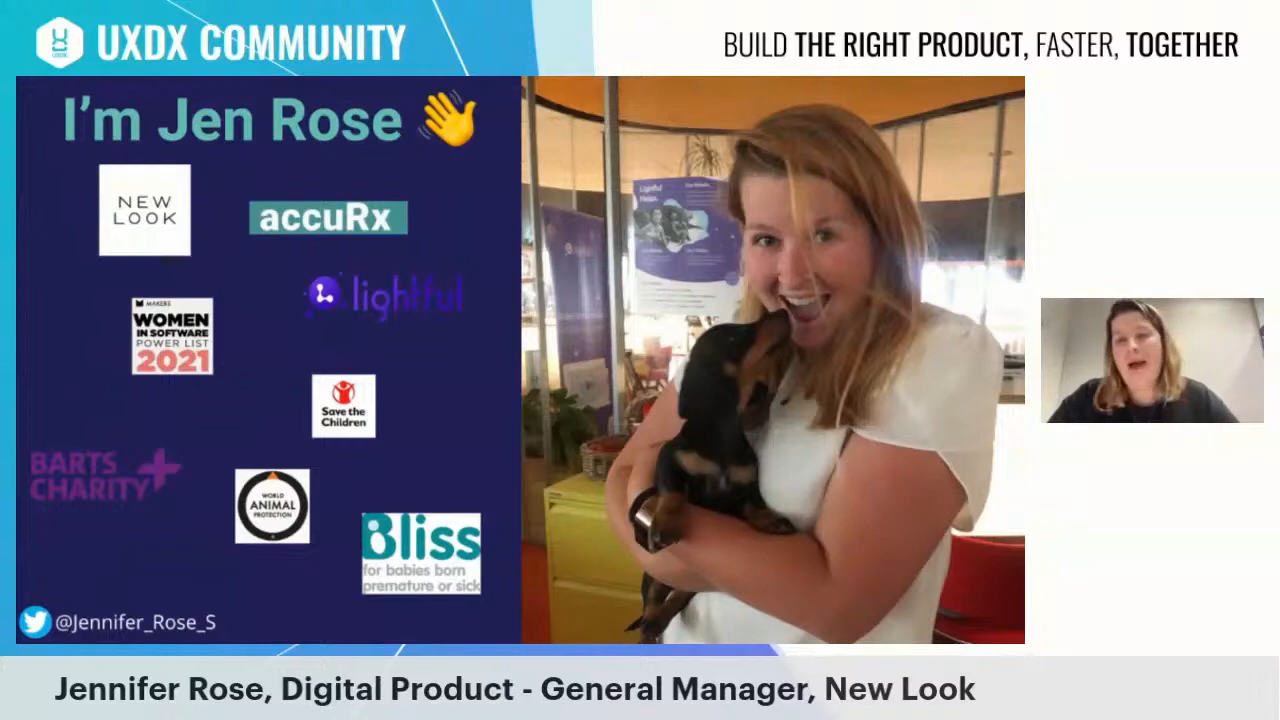 UXDX COMMUNITY
BUILD THE RIGHT PRODUCT, FASTER, TOGETHER
I'm Jen Rose 👋
NEW
LOOK
accuRx
lightful
MAKERS
WOMEN
IN SOFTWARE
POWER LIST
2021
Save the
Children
BARTS
CHARITY
WORLD
ANIMAL
PROTECTION
Bliss
for babies born
premature or sick
@Jennifer_Rose_S
Lightful
Jennifer Rose, Digital Product - General Manager, New Look